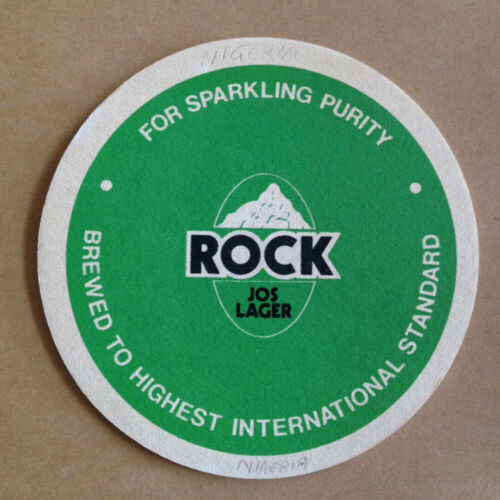 NIGERIA
FOR SPARKLING PURITY
ROCK
JOS
LAGER
BREWED TO HIGHEST INTERNATIONAL STANDARD
NIGERIA